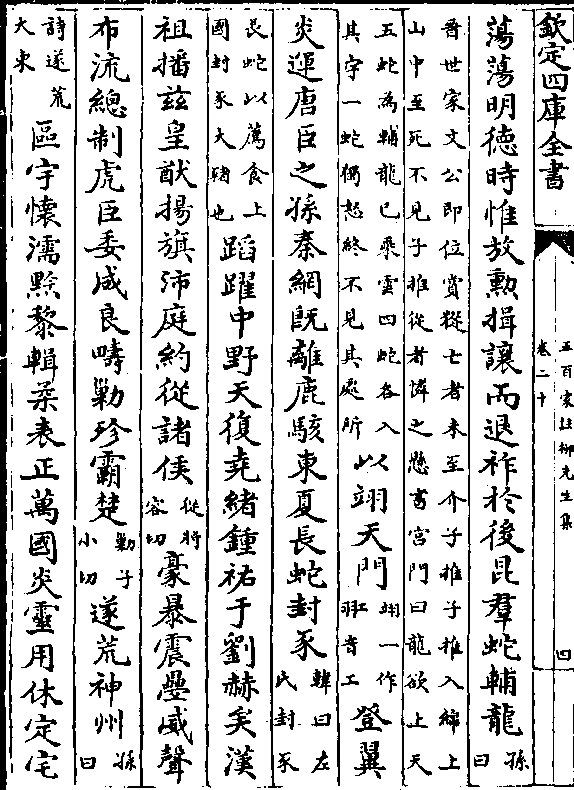 欽定四庫全書
五百家註柳先生集
卷二十
四
蕩蕩明德時惟放勳揖讓而退祚於後昆羣蛇輔龍孫曰
晉世家文公即位賞從亡者未至介子推子推入綿上
山中至死不見子推從者憐之懸書宮門曰龍欲上天
五蛇為輔龍已乘雲四蛇各入
其宇一蛇獨怨終不見其處所以翊天門翊一作羾音工登翼
炎運唐臣之孫秦網既離鹿駭東夏長蛇封豕韓曰左氏封豕
長蛇以薦食上國封豕大豬也蹈躍中野天復堯緒鍾祐于劉赫矣漢
祖播兹皇猷揚旗沛庭約從諸侯從將容切豪暴震疊威聲
布流總制虎臣委成良疇勦殄霸楚勦子小切遂荒神州孫曰
詩遂荒大東區宇懷濡黔黎輯柔表正萬國炎靈用休定宅